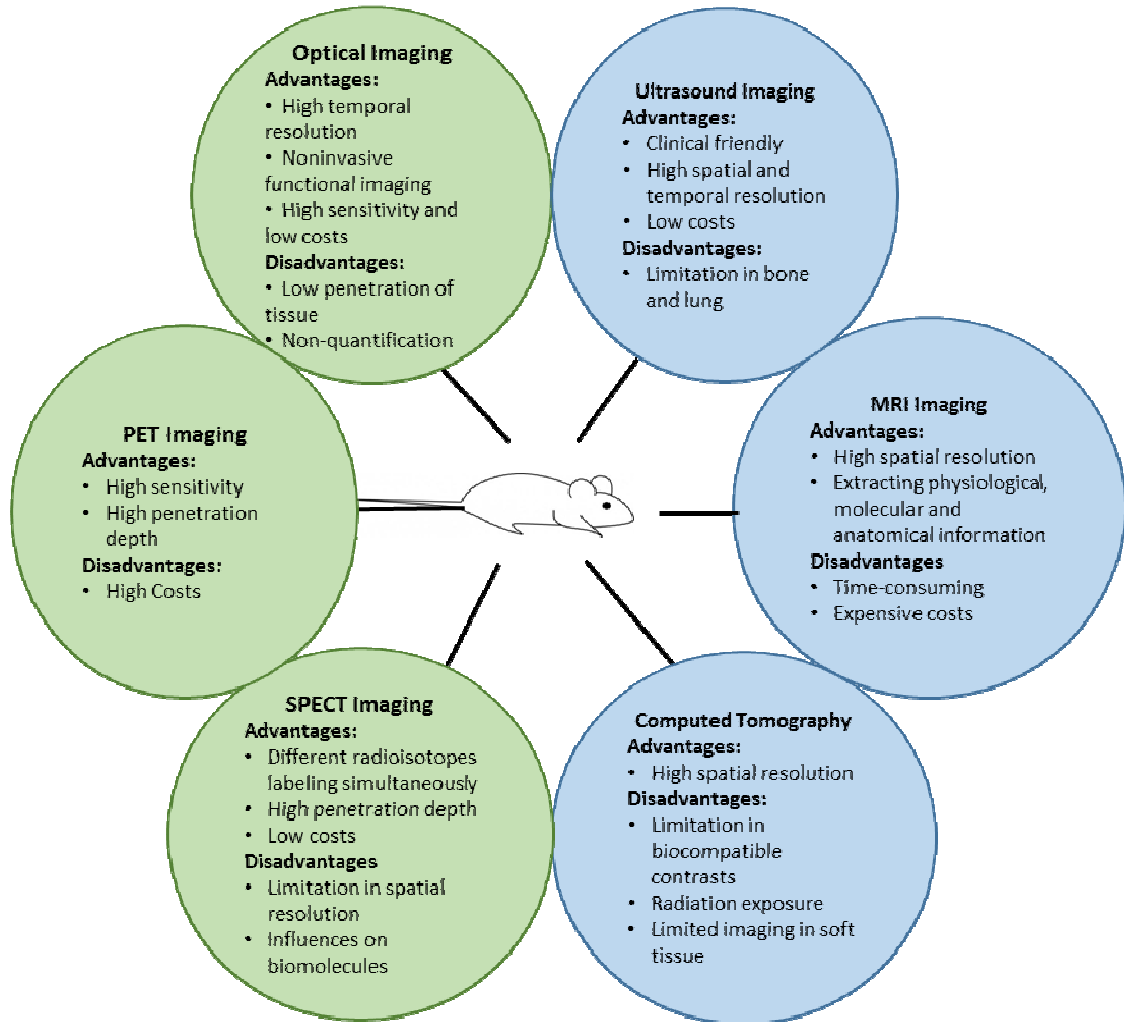 Optical Imaging
Advantages:
• High temporal
resolution
• Noninvasive
functional imaging
• High sensitivity and
low costs
Disadvantages:
• Low penetration of
tissue
• Non-quantification
Ultrasound Imaging
Advantages:
• Clinical friendly
• High spatial and
temporal resolution
• Low costs
Disadvantages:
• Limitation in bone
and lung
PET Imaging
Advantages:
• High sensitivity
• High penetration
depth
Disadvantages:
• High Costs
MRI Imaging
Advantages:
• High spatial resolution
• Extracting physiological,
molecular and
anatomical information
Disadvantages
• Time-consuming
• Expensive costs
SPECT Imaging
Advantages:
• Different radioisotopes
labeling simultaneously
• High penetration depth
• Low costs
Disadvantages
• Limitation in spatial
resolution
• Influences on
biomolecules
Computed Tomography
Advantages:
• High spatial resolution
Disadvantages:
• Limitation in
biocompatible
contrasts
• Radiation exposure
• Limited imaging in soft
tissue